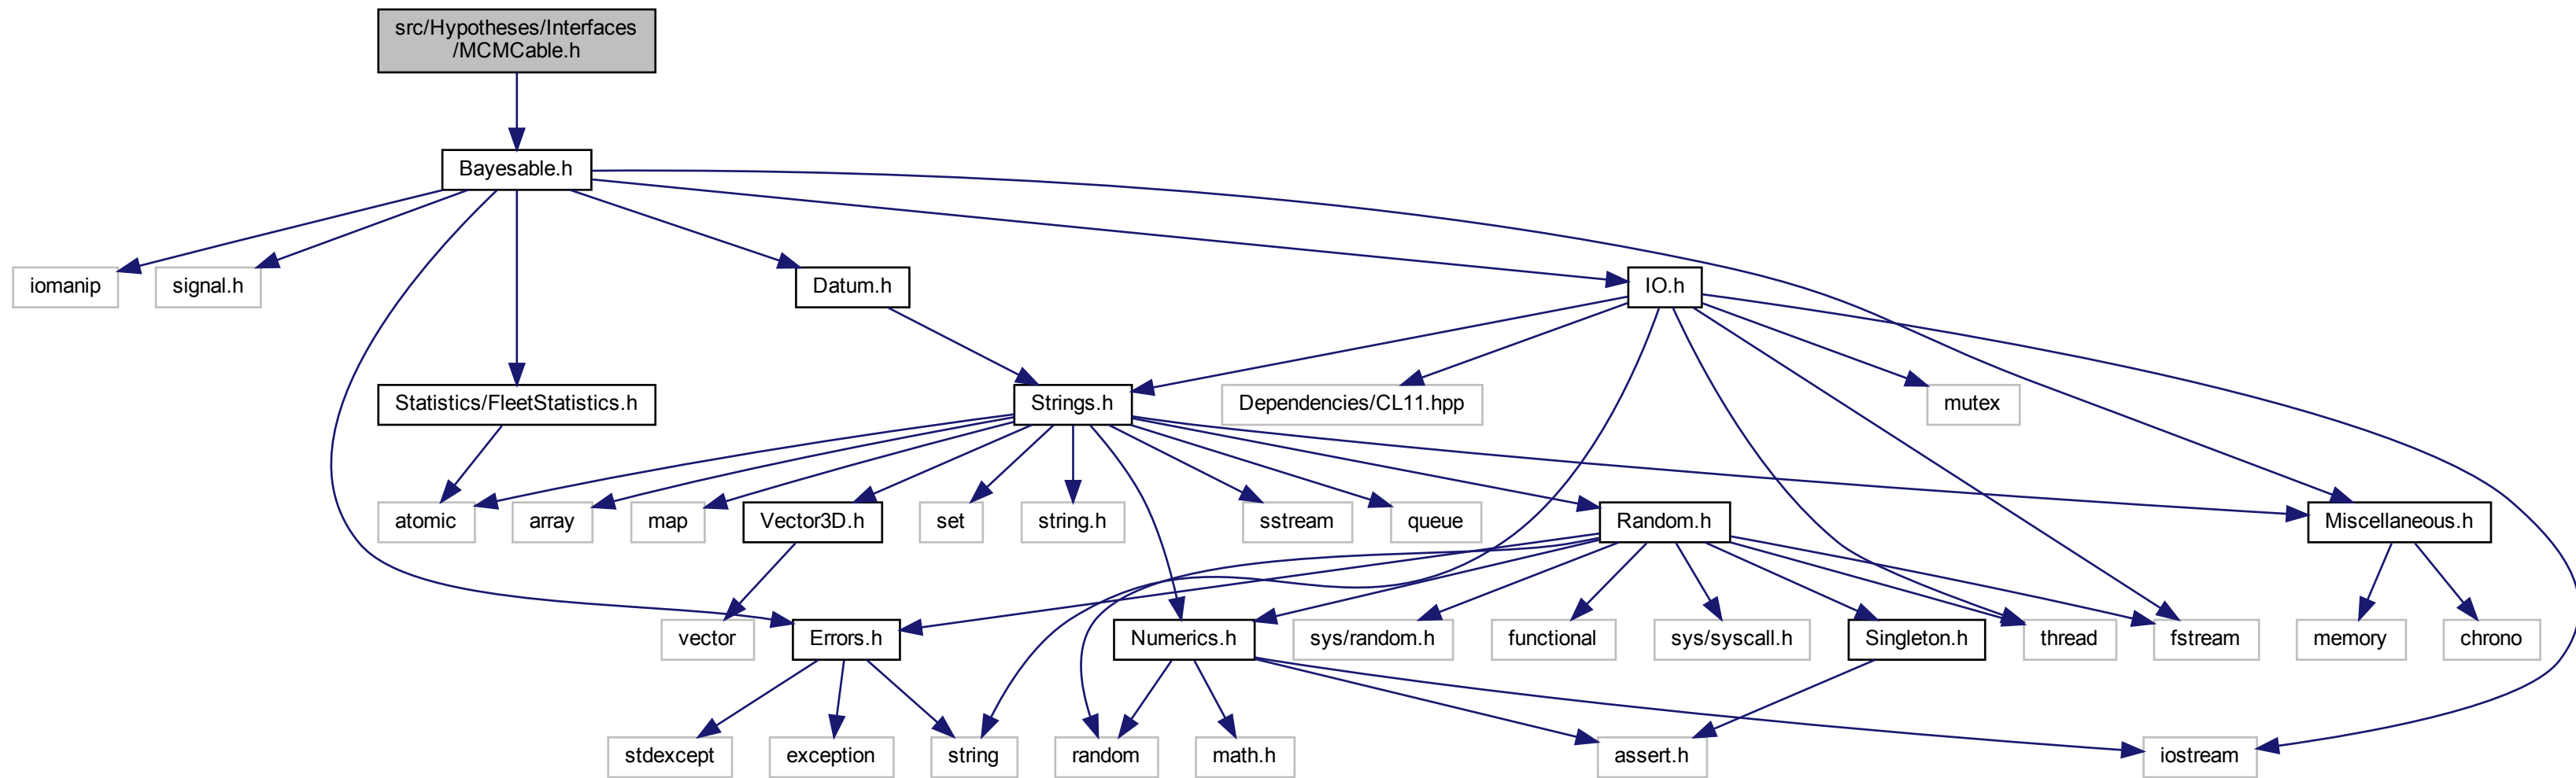 src/Hypotheses/Interfaces
/MCMCable.h
Bayesable.h
iomanip
signal.h
Datum.h
IO.h
Statistics/FleetStatistics.h
Strings.h
Dependencies/CL11.hpp
mutex
atomic
array
map
Vector3D.h
set
string.h
sstream
queue
Random.h
Miscellaneous.h
vector
Errors.h
Numerics.h
sys/random.h
functional
sys/syscall.h
Singleton.h
thread
fstream
memory
chrono
stdexcept
exception
string
random
math.h
assert.h
iostream